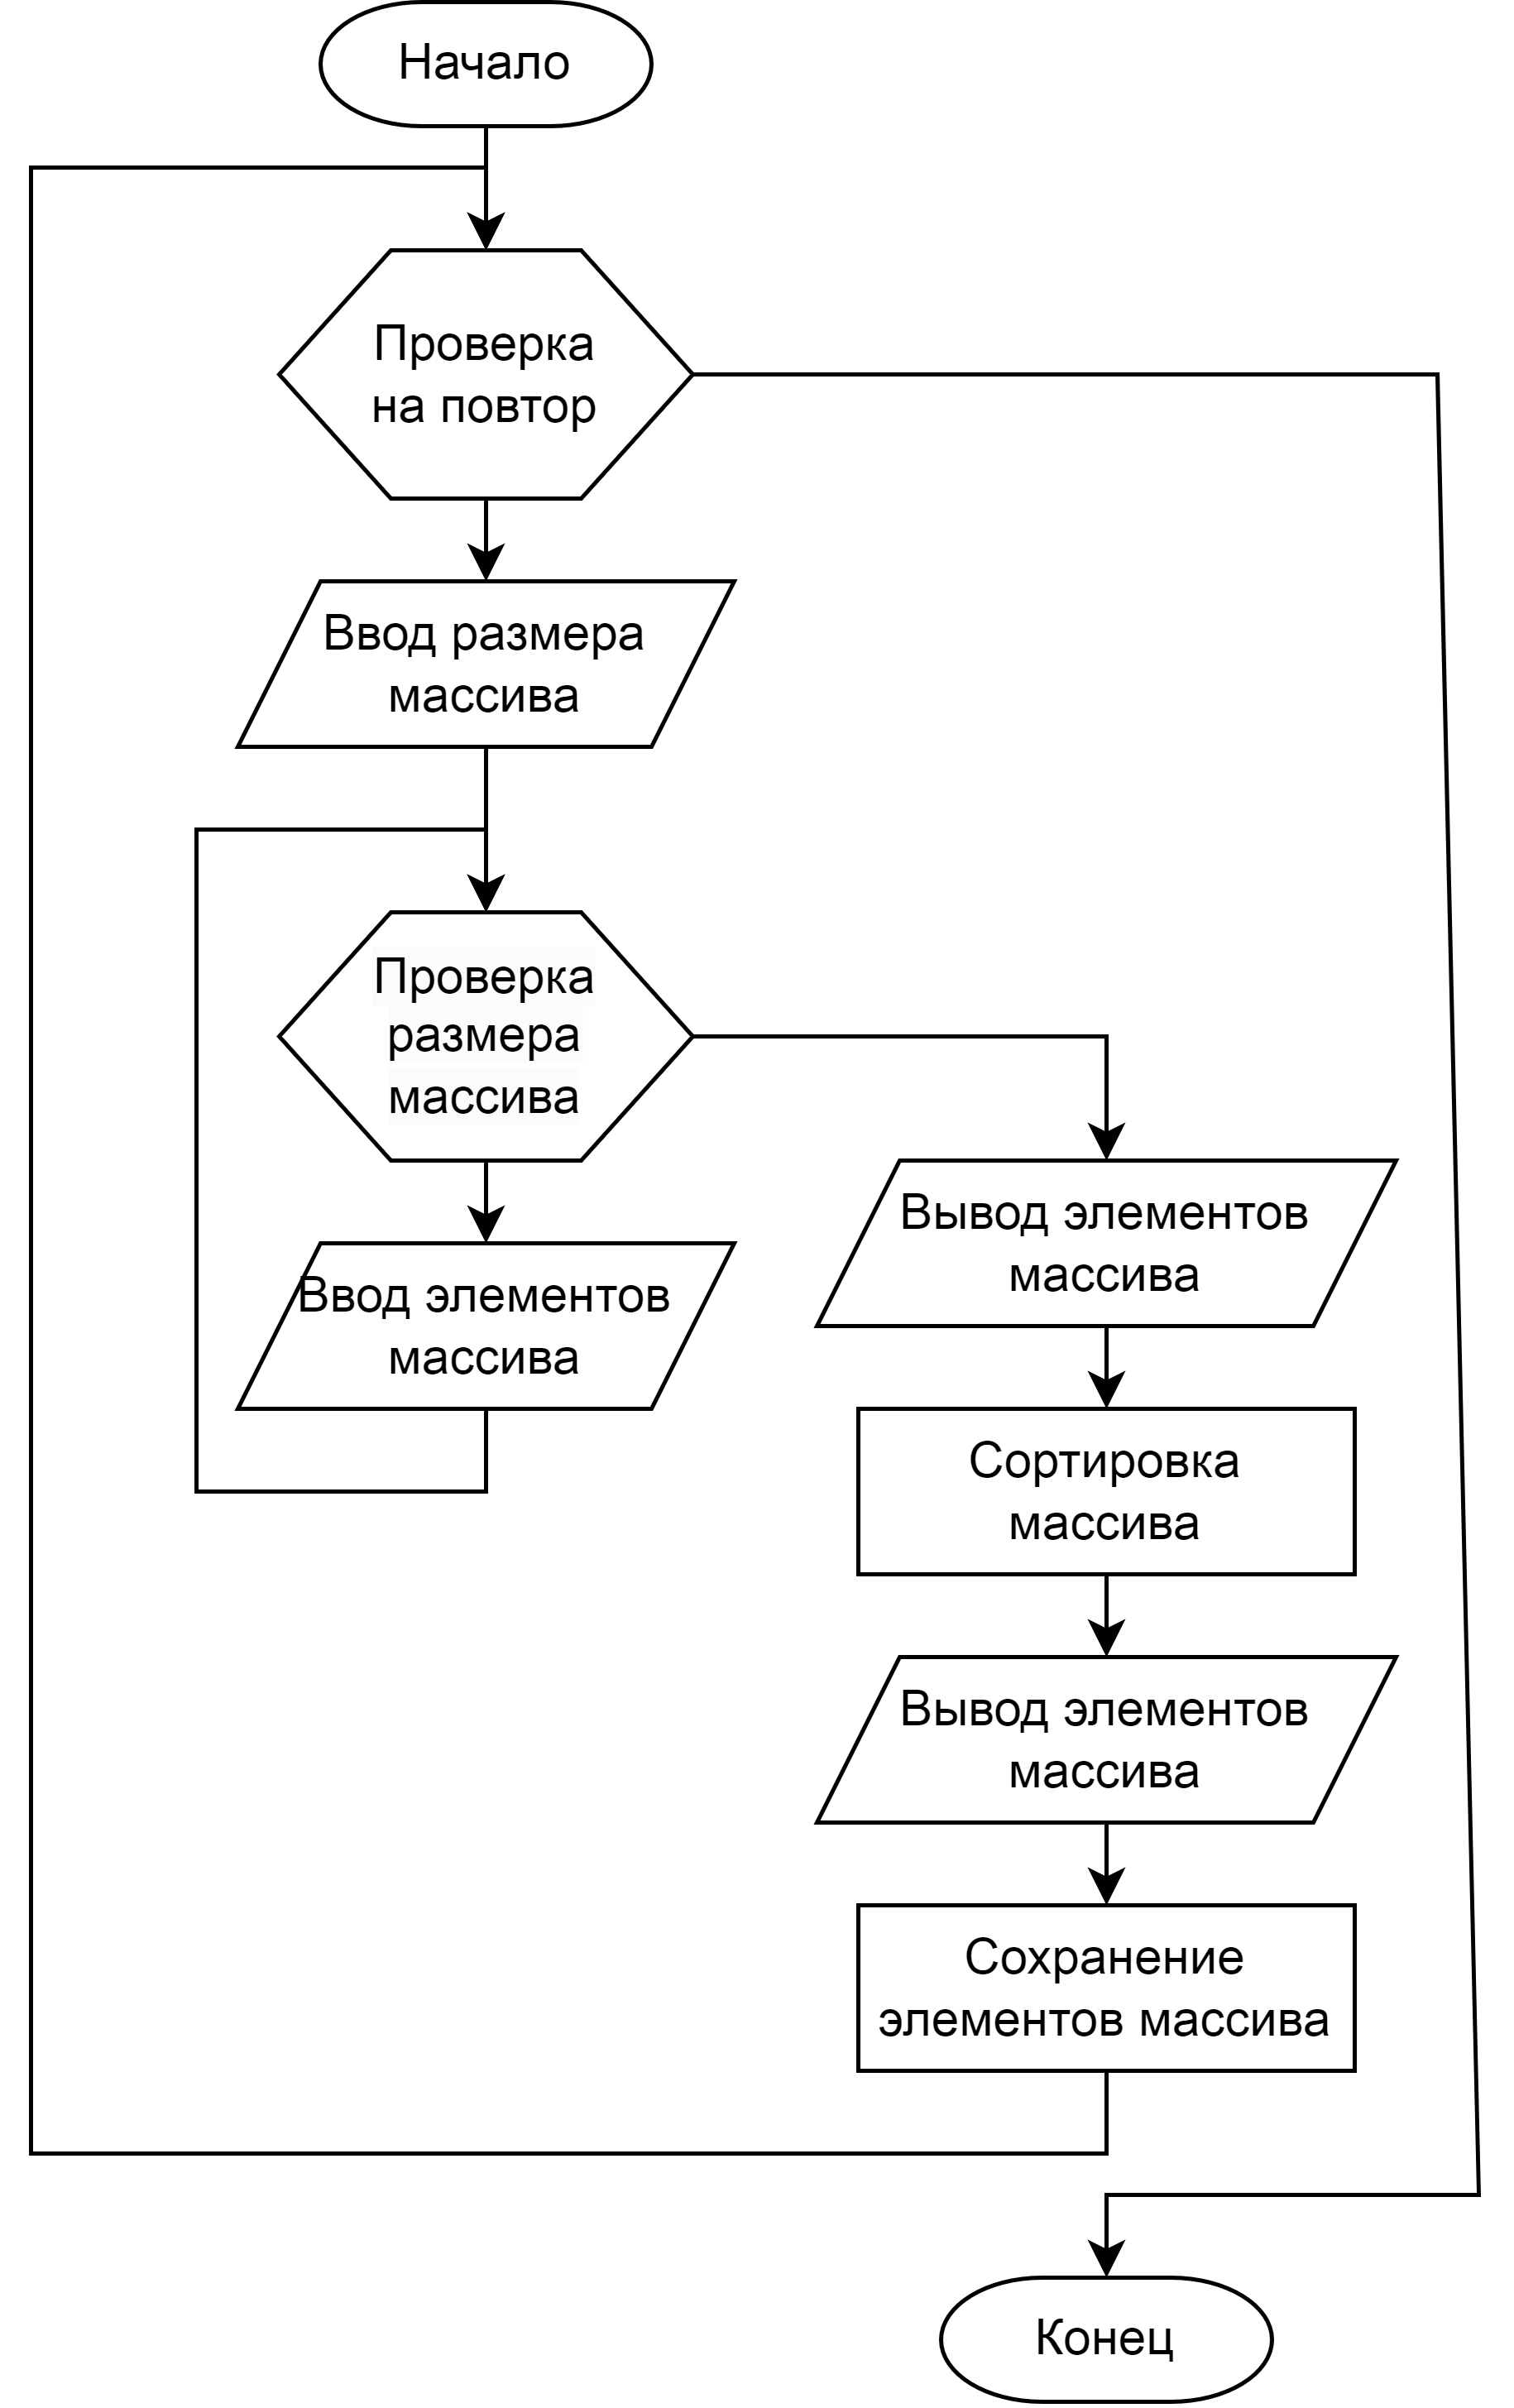 Начало
Проверка
на повтор
Ввод размера
массива
Проверка
размера
массива
Ввод элементов
массива
Вывод элементов
массива
Сортировка
массива
Вывод элементов
массива
Сохранение
элементов массива
Конец